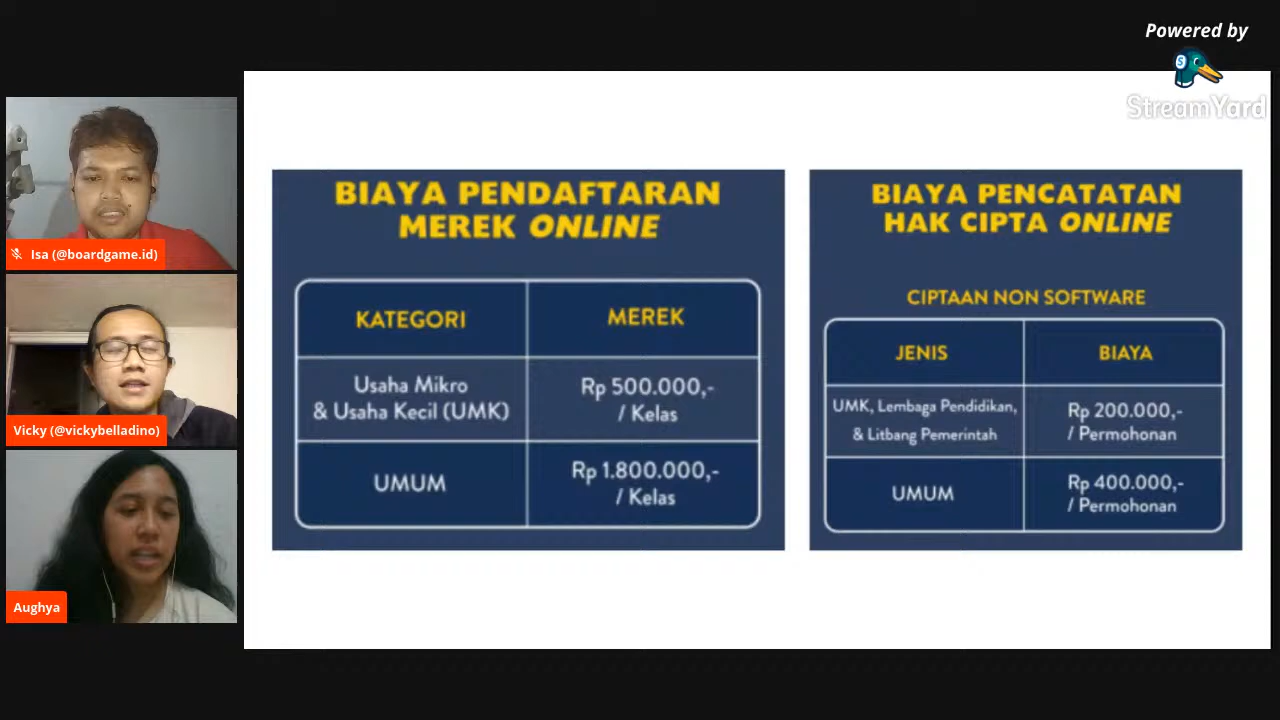 Powered by
StreamYard
Isa (@boardgame.id)
Vicky (@vickybelladino)
Aughya
BIAYA PENDAFTARAN
MEREK ONLINE
KATEGORI
MEREK
Usaha Mikro
& Usaha Kecil (UMK)
Rp 500.000,-
/ Kelas
UMUM
Rp 1.800.000,-
/ Kelas
BIAYA PENCATATAN
HAK CIPTA ONLINE
CIPTAAN NON SOFTWARE
JENIS
BIAYA
UMK, Lembaga Pendidikan,
& Litbang Pemerintah
Rp 200.000,-
/ Permohonan
UMUM
Rp 400.000,-
/ Permohonan